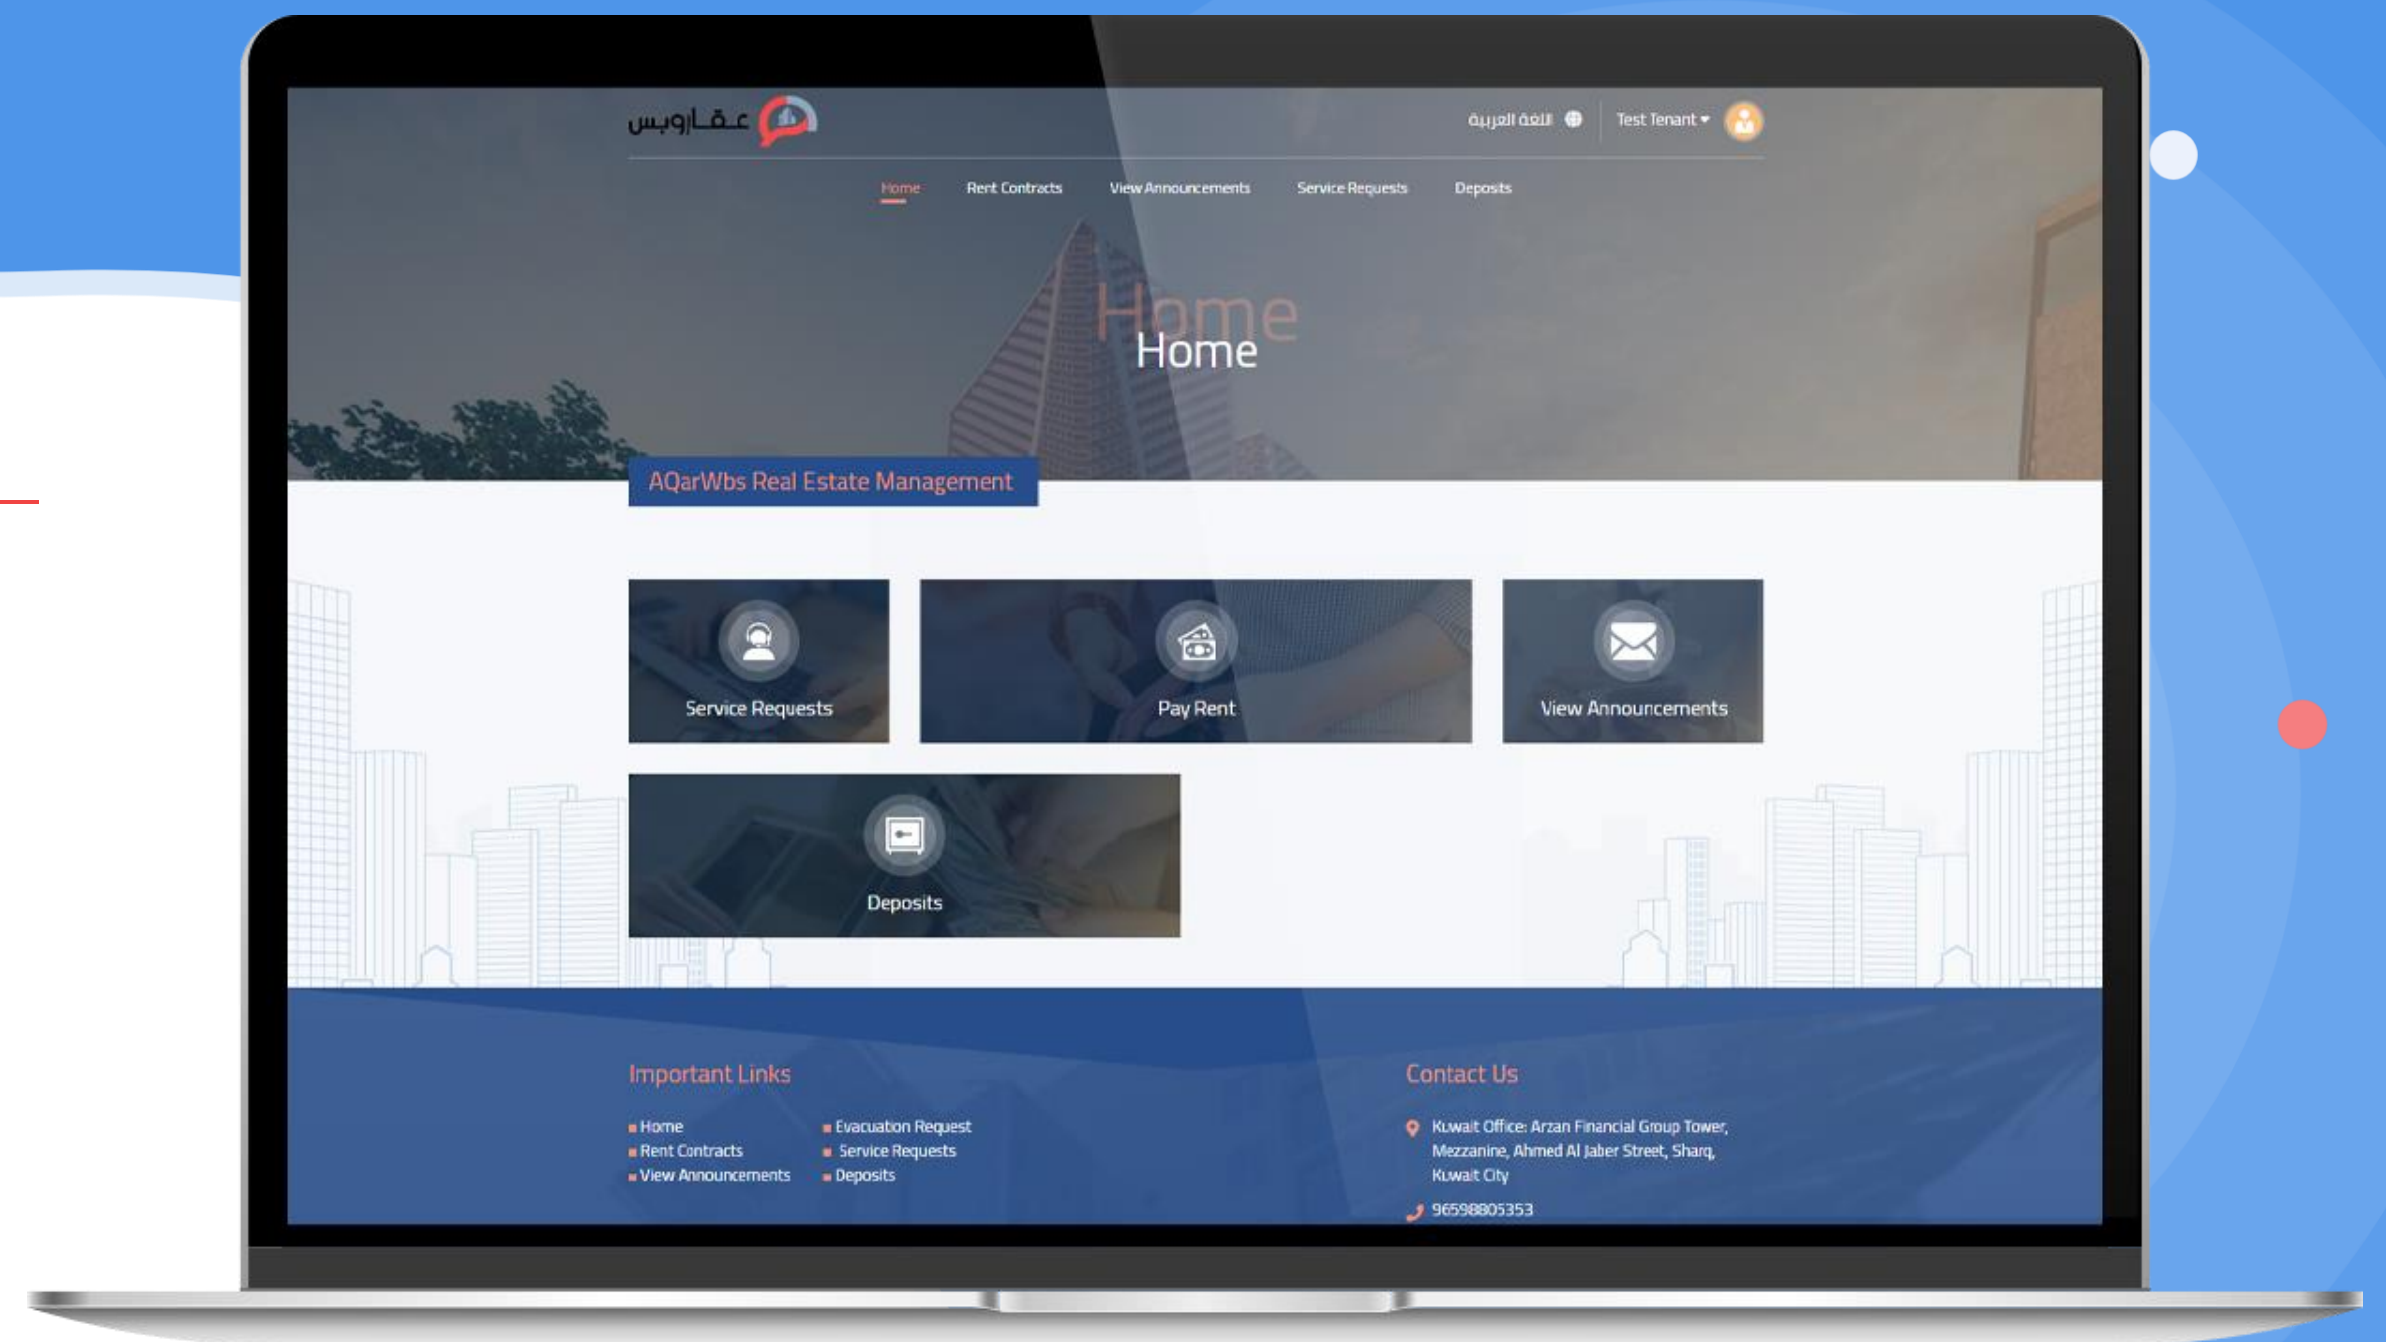 عقاروبس
اللغة العربية
Test Tenant
Home
Rent Contracts
View Announcements
Service Requests
Deposits
Home
Home
AQarWbs Real Estate Management
Service Requests
Pay Rent
View Announcements
Deposits
Important Links
Home
Rent Contracts
View Announcements
Evacuation Request
Service Requests
Deposits
Contact Us
Kuwait Office: Arzan Financial Group Tower,
Mezzanine, Ahmed Al Jaber Street, Sharq,
Kuwait City
96598805353